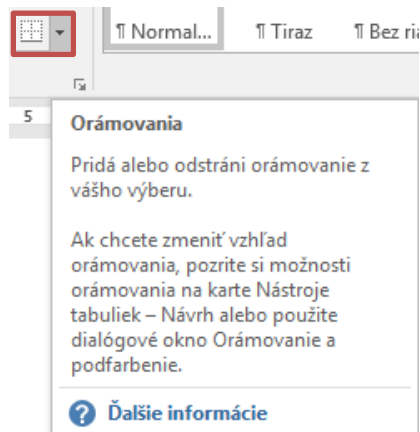 ¶ Normal... ¶ Tiraz ¶ Bez ria
5
Orámovania
Pridá alebo odstráni orámovanie z
vášho výberu.
Ak chcete zmeniť vzhľad
orámovania, pozrite si možnosti
orámovania na karte Nástroje
tabuliek – Návrh alebo použite
dialógové okno Orámovanie a
podfarbenie.
? Ďalšie informácie